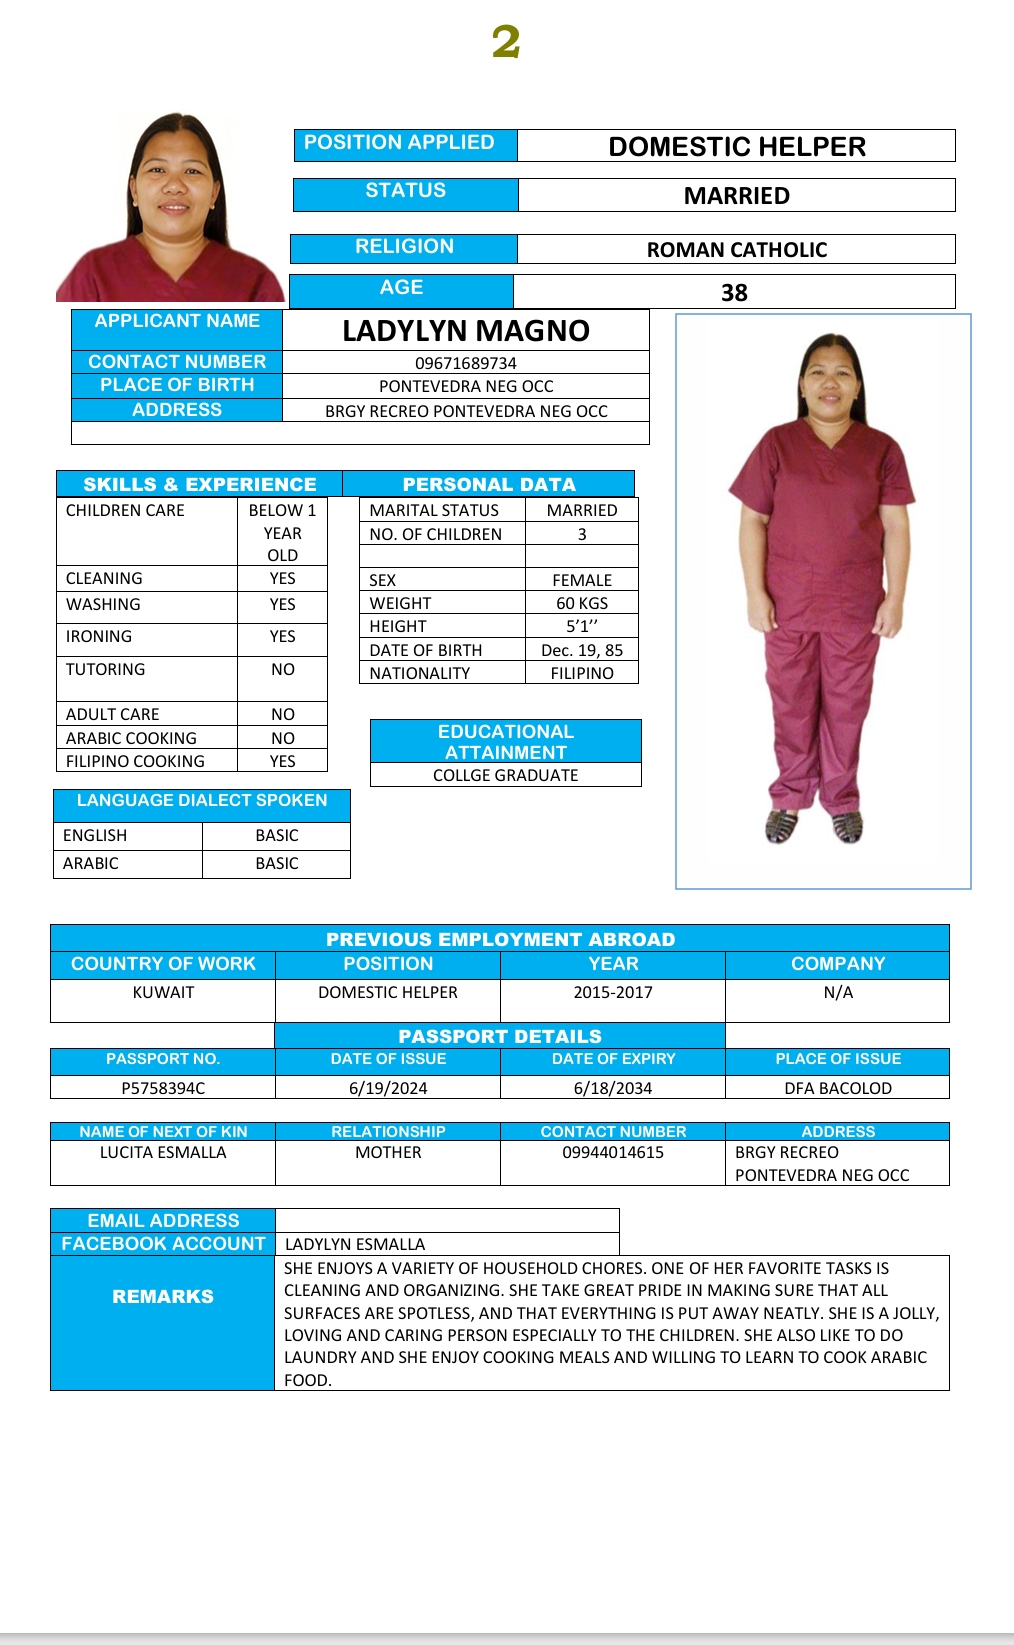 2
POSITION APPLIED DOMESTIC HELPER
STATUS MARRIED
RELIGION ROMAN CATHOLIC
AGE 38
APPLICANT NAME LADYLYN MAGNO
CONTACT NUMBER 09671689734
PLACE OF BIRTH PONTEVEDRA NEG OCC
ADDRESS BRGY RECREO PONTEVEDRA NEG OCC
SKILLS & EXPERIENCE
CHILDREN CARE BELOW 1
YEAR
OLD
CLEANING YES
WASHING YES
IRONING YES
TUTORING NO
ADULT CARE NO
ARABIC COOKING NO
FILIPINO COOKING YES
PERSONAL DATA
MARITAL STATUS MARRIED
NO. OF CHILDREN 3
SEX FEMALE
WEIGHT 60 KGS
HEIGHT 5’1’’
DATE OF BIRTH Dec. 19, 85
NATIONALITY FILIPINO
EDUCATIONAL
ATTAINMENT
COLLGE GRADUATE
LANGUAGE DIALECT SPOKEN
ENGLISH BASIC
ARABIC BASIC
PREVIOUS EMPLOYMENT ABROAD
COUNTRY OF WORK POSITION YEAR COMPANY
KUWAIT DOMESTIC HELPER 2015-2017 N/A
PASSPORT DETAILS
PASSPORT NO. DATE OF ISSUE DATE OF EXPIRY PLACE OF ISSUE
P5758394C 6/19/2024 6/18/2034 DFA BACOLOD
NAME OF NEXT OF KIN RELATIONSHIP CONTACT NUMBER ADDRESS
LUCITA ESMALLA MOTHER 09944014615 BRGY RECREO
PONTEVEDRA NEG OCC
EMAIL ADDRESS
FACEBOOK ACCOUNT LADYLYN ESMALLA
REMARKS
SHE ENJOYS A VARIETY OF HOUSEHOLD CHORES. ONE OF HER FAVORITE TASKS IS
CLEANING AND ORGANIZING. SHE TAKE GREAT PRIDE IN MAKING SURE THAT ALL
SURFACES ARE SPOTLESS, AND THAT EVERYTHING IS PUT AWAY NEATLY. SHE IS A JOLLY,
LOVING AND CARING PERSON ESPECIALLY TO THE CHILDREN. SHE ALSO LIKE TO DO
LAUNDRY AND SHE ENJOY COOKING MEALS AND WILLING TO LEARN TO COOK ARABIC
FOOD.